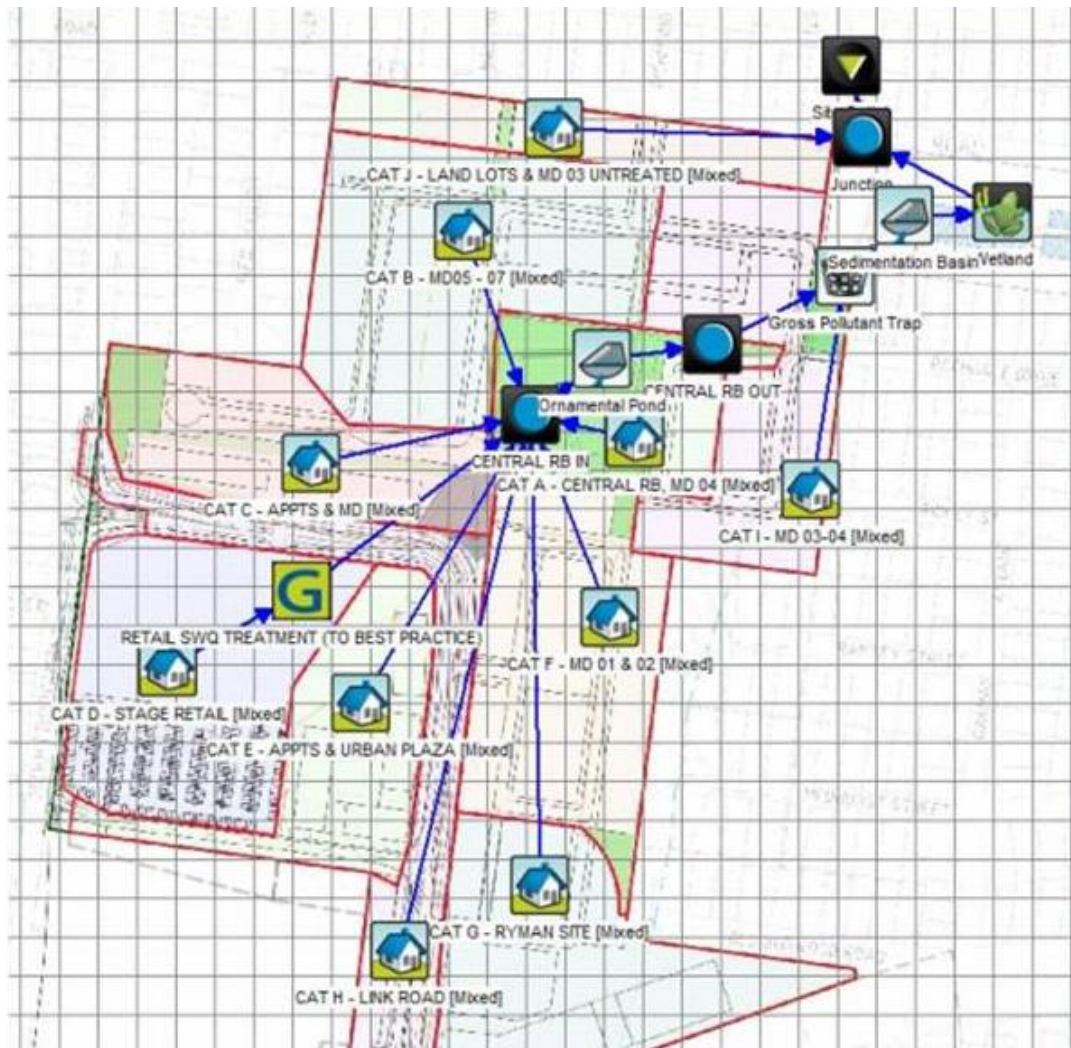 Sit
CAT J - LAND LOTS & MD 03 UNTREATED [Mixed]
Junction
CAT B - MD05 - 07 [Mixed]
Sedimentation Basin
Wetland
Gross Pollutant Trap
CENTRAL RB OUT
Ornamental Pond
CENTRAL RB IN
CAT A - CENTRAL RB, MD 04 [Mixed]
CAT C - APPTS & MD [Mixed]
CAT I - MD 03-04 [Mixed]
G
RETAIL SWQ TREATMENT (TO BEST PRACTICE)
CAT F - MD 01 & 02 [Mixed]
CAT D - STAGE RETAIL [Mixed]
CAT E - APPTS & URBAN PLAZA [Mixed]
CAT G - RYMAN SITE [Mixed]
CAT H - LINK ROAD [Mixed]